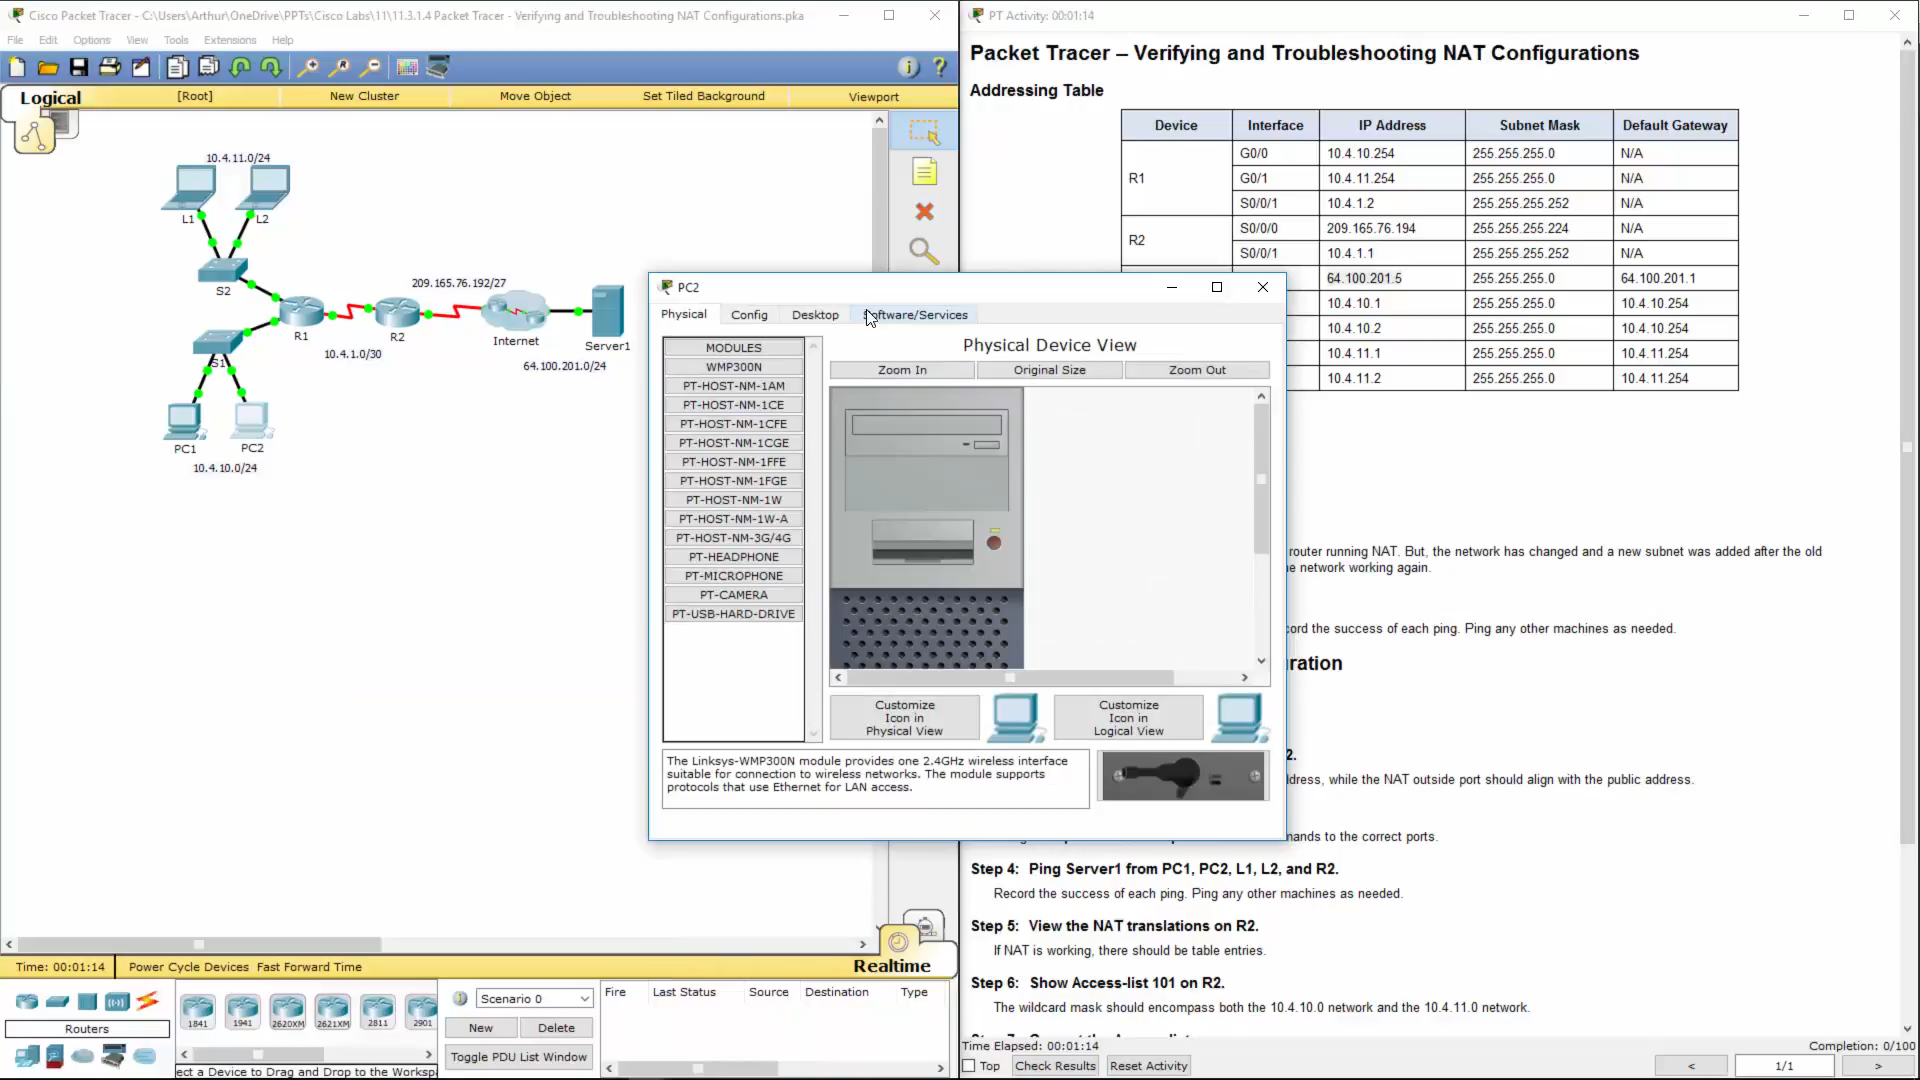 Cisco Packet Tracer - C:\Users\Arthur\OneDrive\PPTs\Cisco Labs\11\11.3.1.4 Packet Tracer - Verifying and Troubleshooting NAT Configurations.pka
File Edit Options View Tools Extensions Help
Logical [Root] New Cluster Move Object Set Tiled Background Viewport
10.4.11.0/24
L1 L2
S2
209.165.76.192/27
R1 R2 Internet Server1
10.4.1.0/30
64.100.201.0/24
S1
PC1 PC2
10.4.10.0/24
Time: 00:01:14 Power Cycle Devices Fast Forward Time
Realtime
Routers
1841 1941 2620XM 2621XM 2811 2901
ect a Device to Drag and Drop to the Workspa
Scenario 0
New Delete
Toggle PDU List Window
Fire Last Status Source Destination Type
PC2
Physical Config Desktop Software/Services
MODULES
WMP300N
PT-HOST-NM-1AM
PT-HOST-NM-1CE
PT-HOST-NM-1CFE
PT-HOST-NM-1CGE
PT-HOST-NM-1FFE
PT-HOST-NM-1FGE
PT-HOST-NM-1W
PT-HOST-NM-1W-A
PT-HOST-NM-3G/4G
PT-HEADPHONE
PT-MICROPHONE
PT-CAMERA
PT-USB-HARD-DRIVE
Physical Device View
Zoom In Original Size Zoom Out
Customize
Icon in
Physical View
Customize
Icon in
Logical View
The Linksys-WMP300N module provides one 2.4GHz wireless interface
suitable for connection to wireless networks. The module supports
protocols that use Ethernet for LAN access.
PT Activity: 00:01:14
Packet Tracer – Verifying and Troubleshooting NAT Configurations
Addressing Table
Device Interface IP Address Subnet Mask Default Gateway
R1
G0/0 10.4.10.254 255.255.255.0 N/A
G0/1 10.4.11.254 255.255.255.0 N/A
S0/0/1 10.4.1.2 255.255.255.252 N/A
R2
S0/0/0 209.165.76.194 255.255.255.224 N/A
S0/0/1 10.4.1.1 255.255.255.252 N/A
64.100.201.5 255.255.255.0 64.100.201.1
10.4.10.1 255.255.255.0 10.4.10.254
10.4.10.2 255.255.255.0 10.4.10.254
10.4.11.1 255.255.255.0 10.4.11.254
10.4.11.2 255.255.255.0 10.4.11.254
router running NAT. But, the network has changed and a new subnet was added after the old
e network working again.
ord the success of each ping. Ping any other machines as needed.
ration
2.
dress, while the NAT outside port should align with the public address.
mands to the correct ports.
Step 4: Ping Server1 from PC1, PC2, L1, L2, and R2.
Record the success of each ping. Ping any other machines as needed.
Step 5: View the NAT translations on R2.
If NAT is working, there should be table entries.
Step 6: Show Access-list 101 on R2.
The wildcard mask should encompass both the 10.4.10.0 network and the 10.4.11.0 network.
Time Elapsed: 00:01:14 Completion: 0/100
Top Check Results Reset Activity < 1/1 >